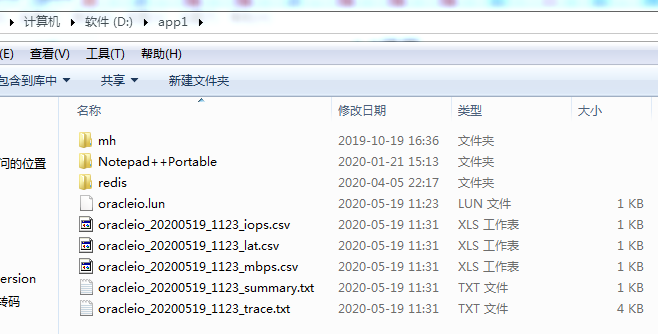 计算机 软件 (D:) app1
(E) 查看(V) 工具(T) 帮助(H)
包含到库中 共享 新建文件夹
名称 修改日期 类型 大小
mh 2019-10-19 16:36 文件夹
Notepad++Portable 2020-01-21 15:13 文件夹
问的位置
redis 2020-04-05 22:17 文件夹
oracleio.lun 2020-05-19 11:23 LUN 文件 1 KB
oracleio_20200519_1123_iops.csv 2020-05-19 11:31 XLS 工作表 1 KB
oracleio_20200519_1123_lat.csv 2020-05-19 11:31 XLS 工作表 1 KB
oracleio_20200519_1123_mbps.csv 2020-05-19 11:31 XLS 工作表 1 KB
ersion
oracleio_20200519_1123_summary.txt 2020-05-19 11:31 TXT 文件 1 KB
转码
oracleio_20200519_1123_trace.txt 2020-05-19 11:31 TXT 文件 4 KB